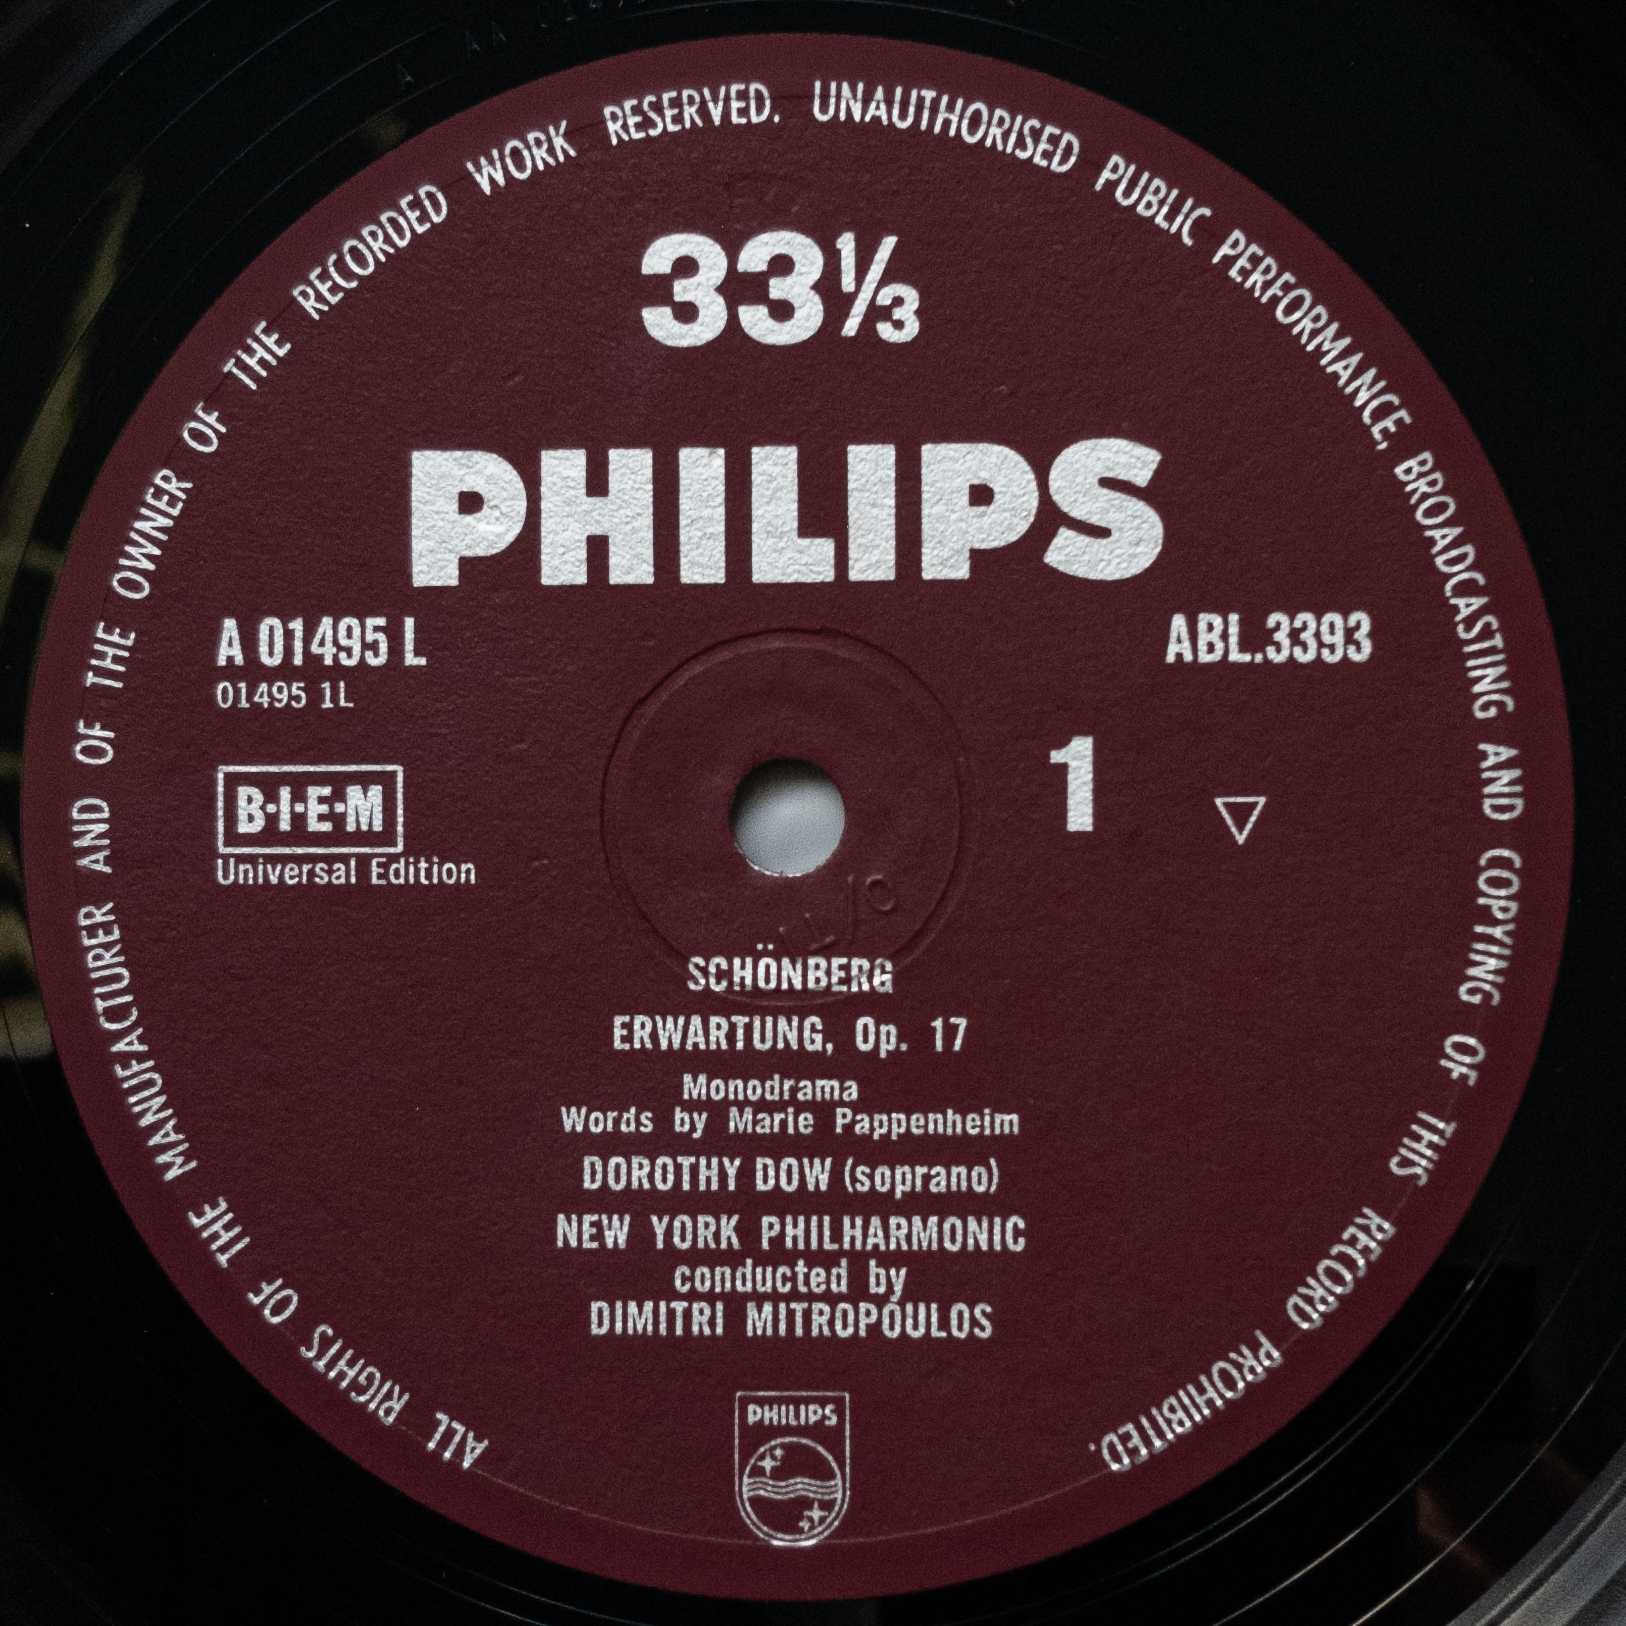 ALL RIGHTS OF THE MANUFACTURER AND OF THE OWNER OF THE RECORDED WORK RESERVED. UNAUTHORISED PUBLIC PERFORMANCE, BROADCASTING AND COPYING OF THIS RECORD PROHIBITED.
33⅓
PHILIPS
A 01495 L
ABL.3393
01495 1L
B·I·E·M
1
Universal Edition
SCHÖNBERG
ERWARTUNG, Op. 17
Monodrama
Words by Marie Pappenheim
DOROTHY DOW (soprano)
NEW YORK PHILHARMONIC
conducted by
DIMITRI MITROPOULOS
PHILIPS